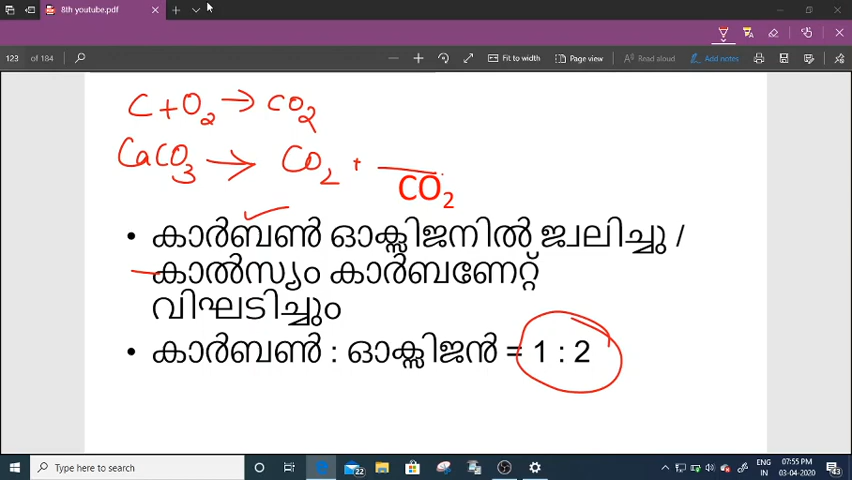 8th youtube.pdf
123 of 184
Fit to width
Page view
Read aloud
Add notes
C + O2 → CO2
CaCO3 → CO2 +
CO2
• കാർബൺ ഓക്സിജനിൽ ജ്വലിച്ചു /
കാൽസ്യം കാർബണേറ്റ്
വിഘടിച്ചും
• കാർബൺ : ഓക്സിജൻ = 1 : 2
Type here to search
22
ENG 07:55 PM
IN 03-04-2020
43